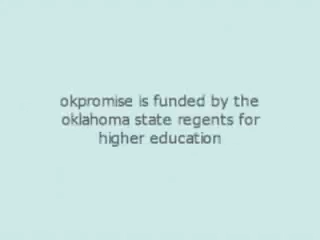 okpromise is funded by the
oklahoma state regents for
higher education